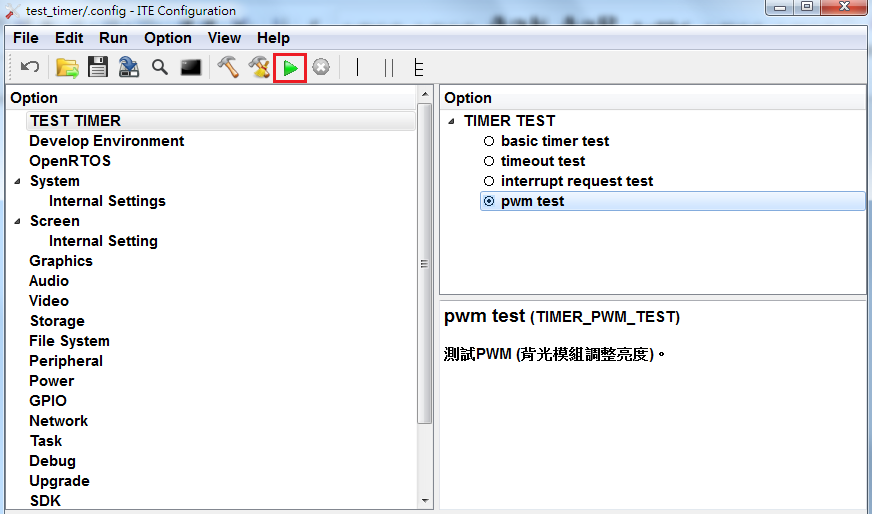 test_timer/.config - ITE Configuration
File Edit Run Option View Help
Option
TEST TIMER
Develop Environment
OpenRTOS
System
Internal Settings
Screen
Internal Setting
Graphics
Audio
Video
Storage
File System
Peripheral
Power
GPIO
Network
Task
Debug
Upgrade
SDK
Option
TIMER TEST
basic timer test
timeout test
interrupt request test
pwm test
pwm test (TIMER_PWM_TEST)
測試PWM (背光模組調整亮度)。